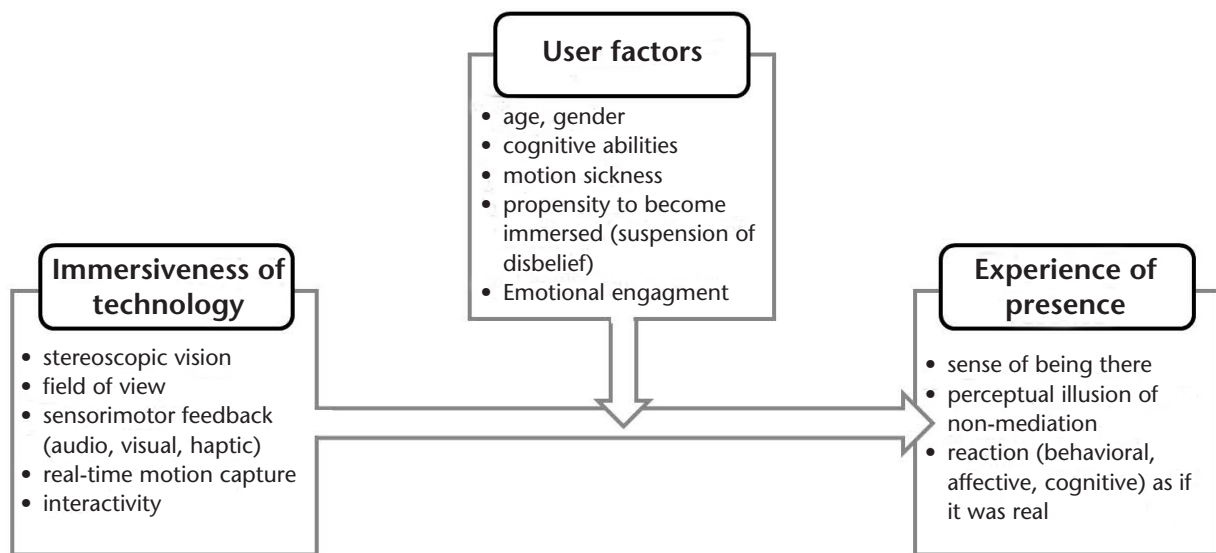 User factors
• age, gender
• cognitive abilities
• motion sickness
• propensity to become
immersed (suspension of
disbelief)
• Emotional engagment
Immersiveness of
technology
• stereoscopic vision
• field of view
• sensorimotor feedback
(audio, visual, haptic)
• real-time motion capture
• interactivity
Experience of
presence
• sense of being there
• perceptual illusion of
non-mediation
• reaction (behavioral,
affective, cognitive) as if
it was real